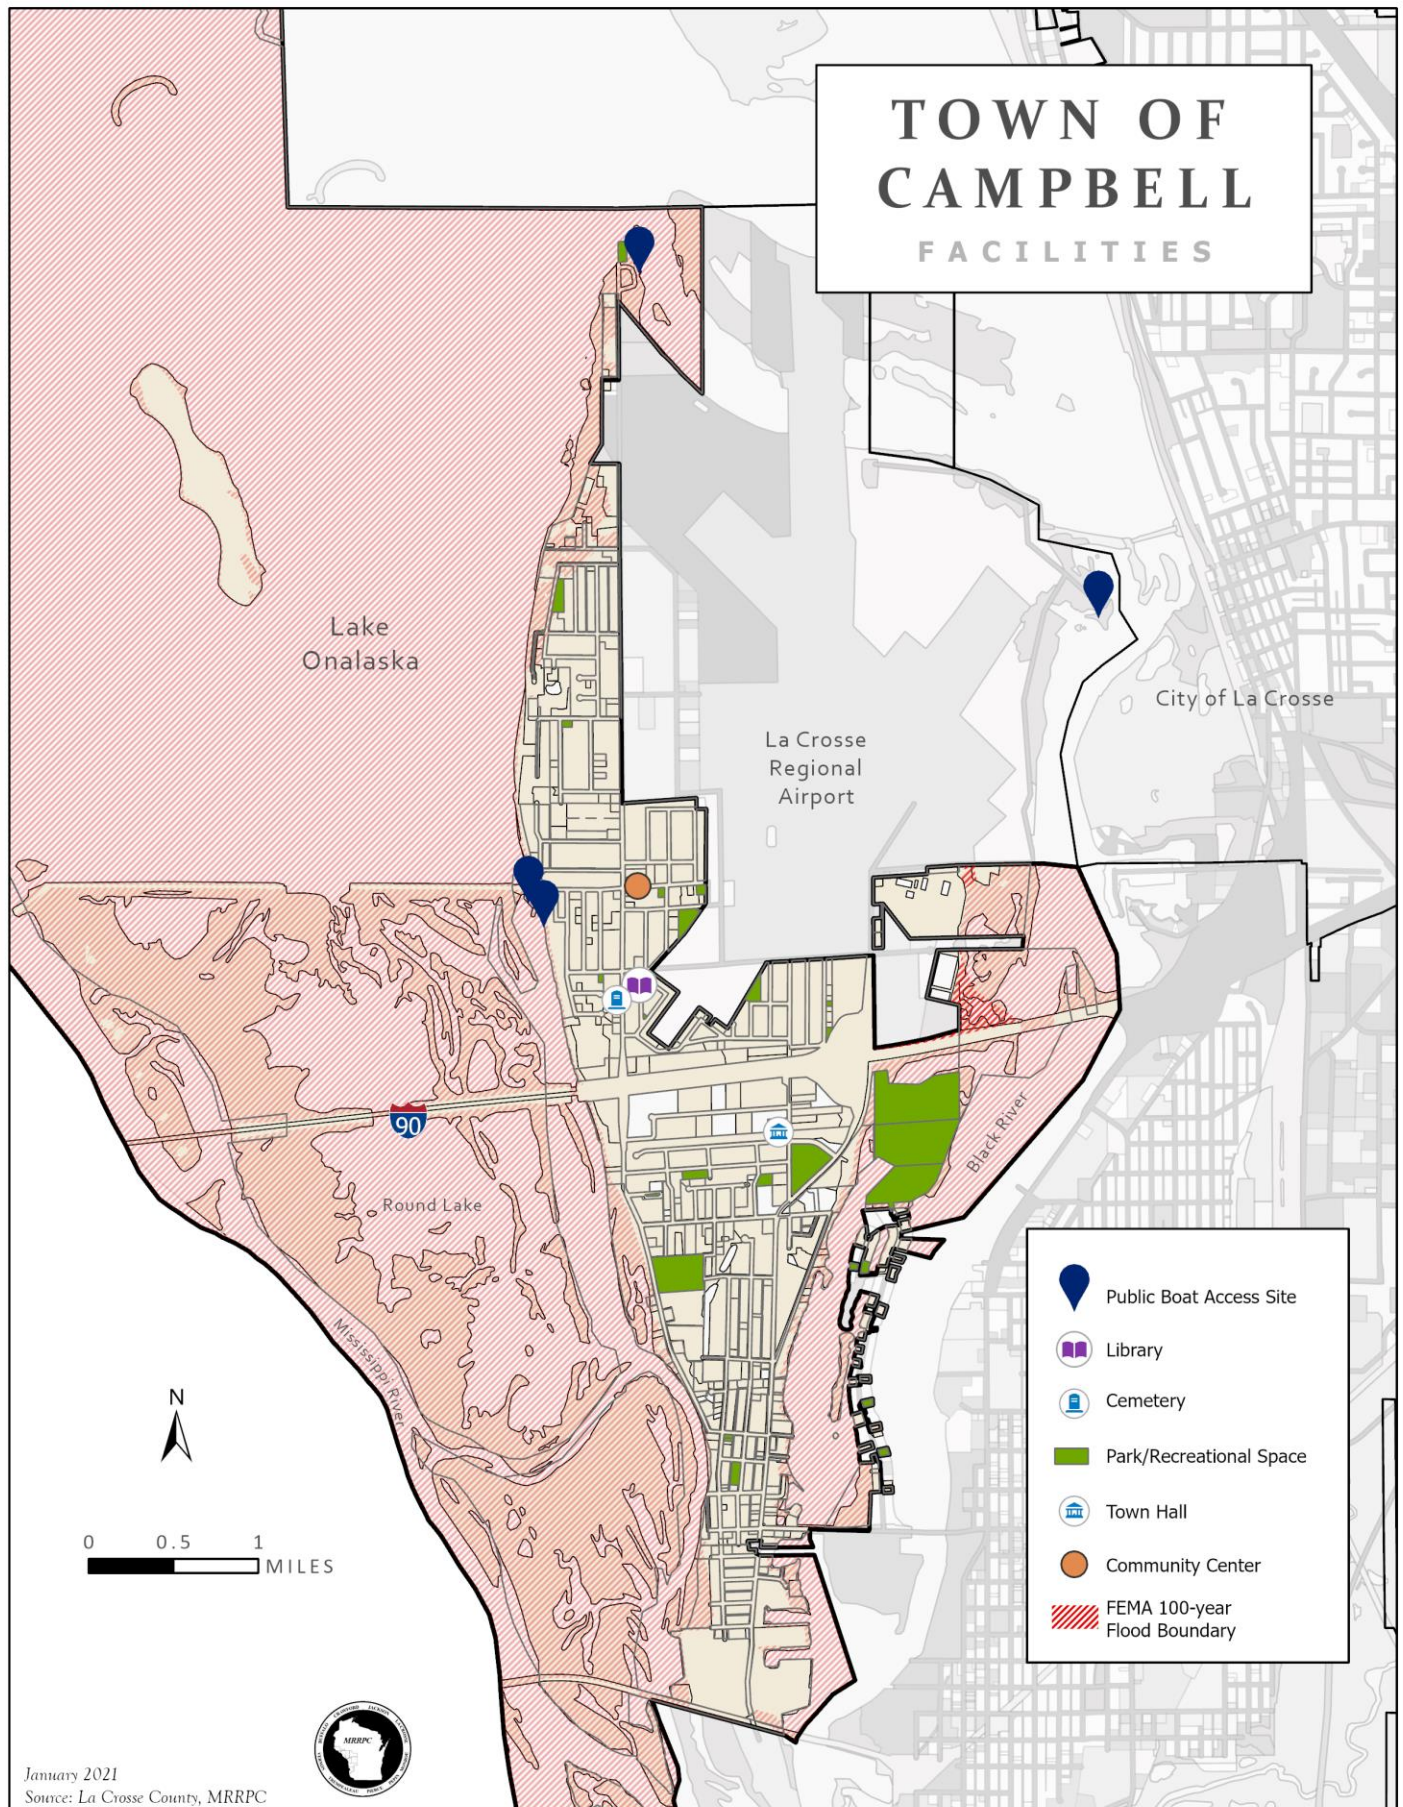 TOWN OF
CAMPBELL
FACILITIES
Lake
Onalaska
City of La Crosse
La Crosse
Regional
Airport
90
Black River
Round Lake
Mississippi River
Public Boat Access Site
Library
Cemetery
Park/Recreational Space
Town Hall
Community Center
FEMA 100-year
Flood Boundary
N
0 0.5 1
MILES
MRRPC
January 2021
Source: La Crosse County, MRRPC